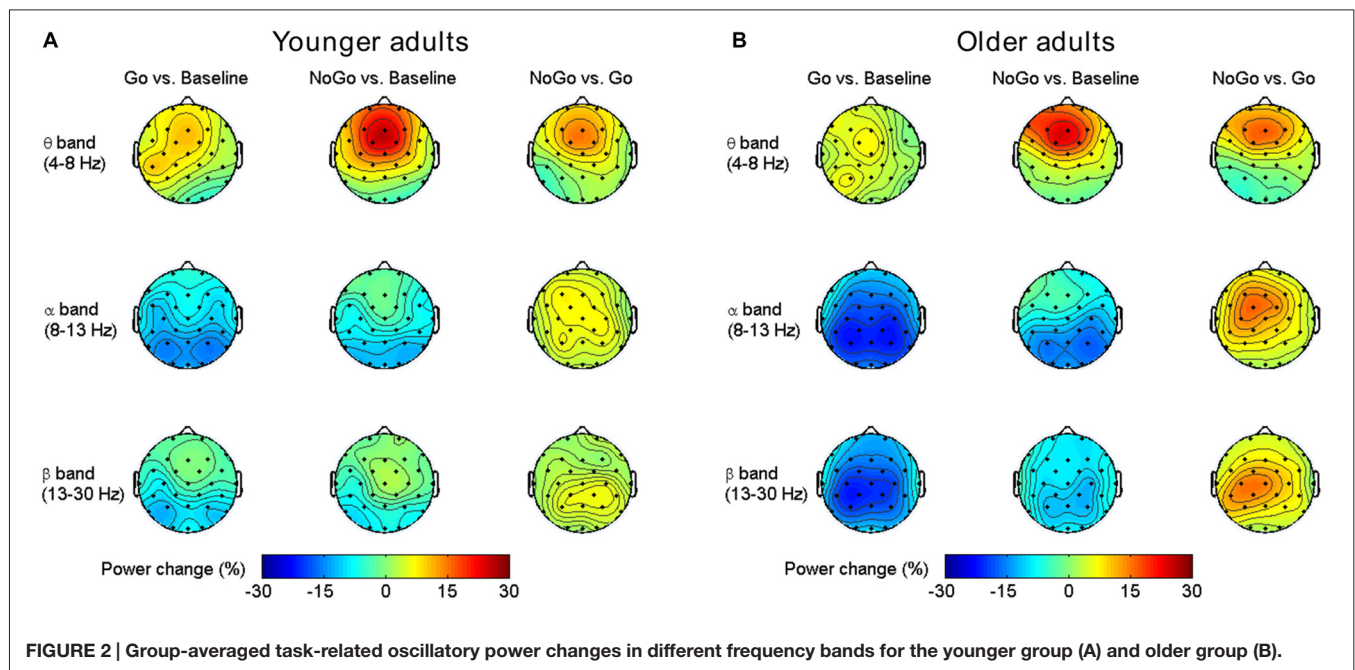 A
Younger adults
Go vs. Baseline
NoGo vs. Baseline
NoGo vs. Go
θ band
(4-8 Hz)
α band
(8-13 Hz)
β band
(13-30 Hz)
Power change (%)
-30
-15
0
15
30
B
Older adults
Go vs. Baseline
NoGo vs. Baseline
NoGo vs. Go
θ band
(4-8 Hz)
α band
(8-13 Hz)
β band
(13-30 Hz)
Power change (%)
-30
-15
0
15
30
FIGURE 2 | Group-averaged task-related oscillatory power changes in different frequency bands for the younger group (A) and older group (B).